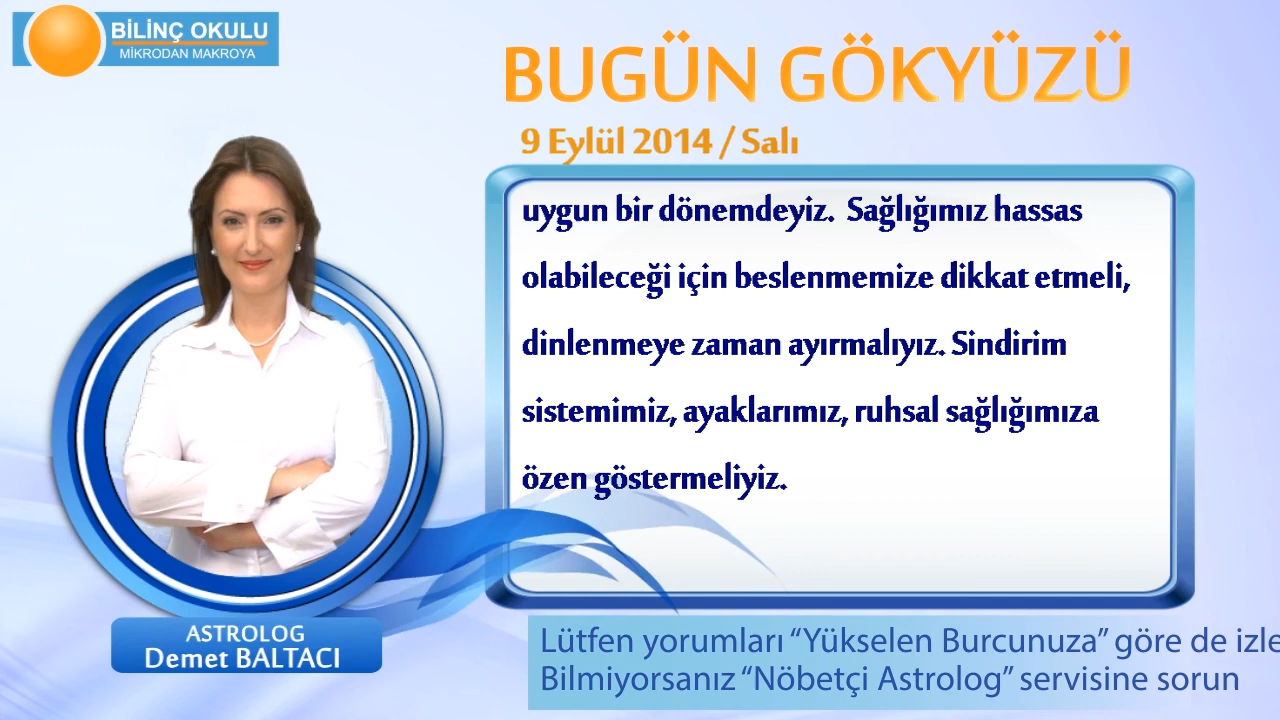 BİLİNÇ OKULU
MİKRODAN MAKROYA
BUGÜN GÖKYÜZÜ
9 Eylül 2014 / Salı
uygun bir dönemdeyiz. Sağlığımız hassas
olabileceği için beslenmemize dikkat etmeli,
dinlenmeye zaman ayırmalıyız. Sindirim
sistemimiz, ayaklarımız, ruhsal sağlığımıza
özen göstermeliyiz.
ASTROLOG
Demet BALTACI
Lütfen yorumları “Yükselen Burcunuza” göre de izle
Bilmiyorsanız “Nöbetçi Astrolog” servisine sorun